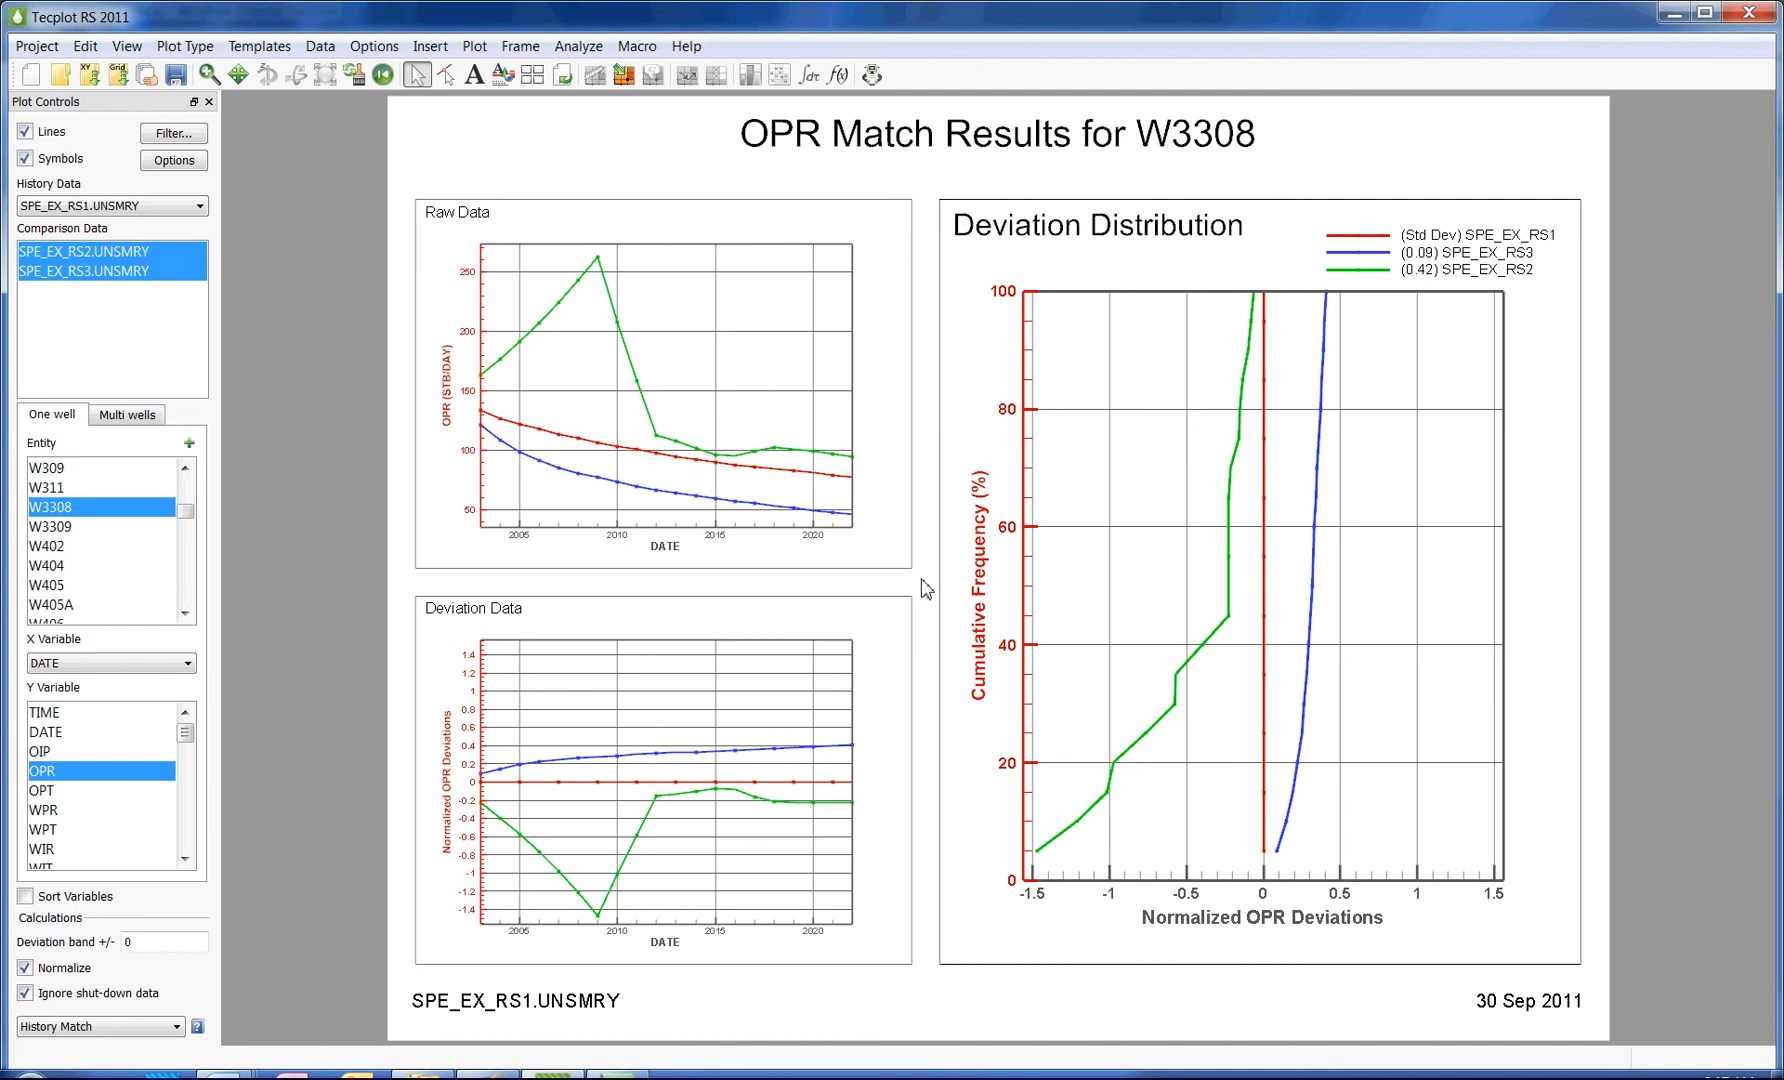 Tecplot RS 2011
Project Edit View Plot Type Templates Data Options Insert Plot Frame Analyze Macro Help
XY Grid A ∫dτ f(x)
Plot Controls
Lines
Filter...
Symbols
Options
History Data
SPE_EX_RS1.UNSMRY
Comparison Data
SPE_EX_RS2.UNSMRY
SPE_EX_RS3.UNSMRY
One well Multi wells
Entity
W309
W311
W3308
W3309
W402
W404
W405
W405A
W406
X Variable
DATE
Y Variable
TIME
DATE
OIP
OPR
OPT
WPR
WPT
WIR
WIT
Sort Variables
Calculations
Deviation band +/- 0
Normalize
Ignore shut-down data
History Match
OPR Match Results for W3308
Raw Data
250
200
150
100
50
OPR (STB/DAY)
2005 2010 2015 2020
DATE
Deviation Data
1.4
1.2
1
0.8
0.6
0.4
0.2
0
-0.2
-0.4
-0.6
-0.8
-1
-1.2
-1.4
Normalized OPR Deviations
2005 2010 2015 2020
DATE
Deviation Distribution
(Std Dev) SPE_EX_RS1
(0.09) SPE_EX_RS3
(0.42) SPE_EX_RS2
100
80
60
40
20
0
Cumulative Frequency (%)
-1.5 -1 -0.5 0 0.5 1 1.5
Normalized OPR Deviations
SPE_EX_RS1.UNSMRY
30 Sep 2011